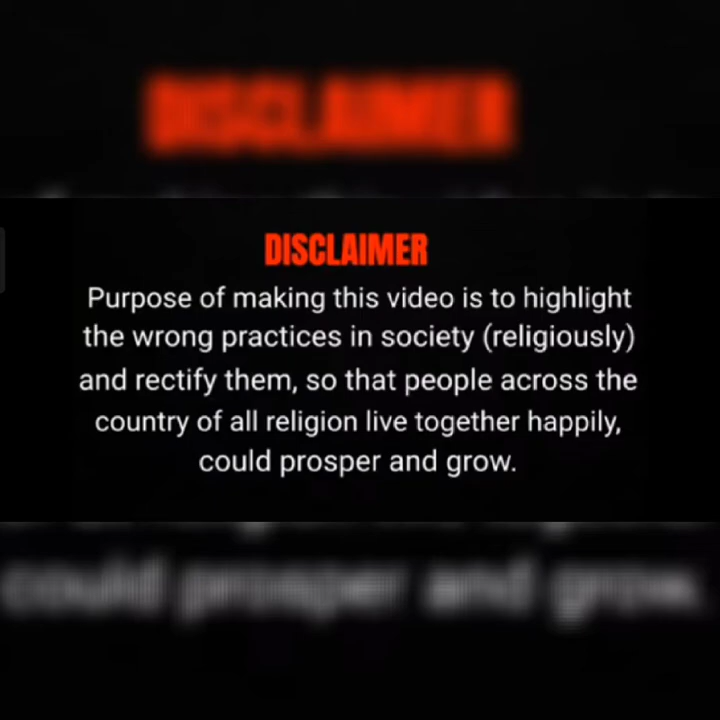 DISCLAIMER
Purpose of making this video is to highlight
the wrong practices in society (religiously)
and rectify them, so that people across the
country of all religion live together happily,
could prosper and grow.